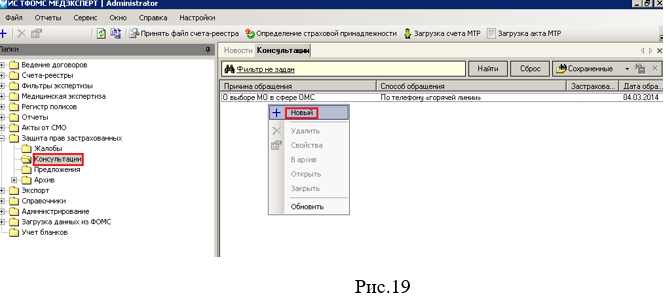 ИС ТФОМС МЕДЭКСПЕРТ | Administrator
Файл Отчеты Сервис Окно Справка Настройки
Принять файл счета-реестра Определение страховой принадлежности Загрузка счета МТР Загрузка акта МТР
Папки
Новости Консультации
Ведение договоров
Счета-реестры
Фильтры экспертизы
Медицинская экспертиза
Регистр полисов
Отчеты
Акты от СМО
Защита прав застрахованных
Жалобы
Консультации
Предложения
Архив
Экспорт
Справочники
Администрирование
Загрузка данных из ФОМС
Учет бланков
Фильтр не задан Найти Сброс Сохраненные
Причина обращения Способ обращения Застрахова... Дата обра...
О выборе МО в сфере ОМС По телефону «горячей линии» 04.03.2014
Новый
Удалить
Свойства
В архив
Открыть
Закрыть
Обновить
Рис.19